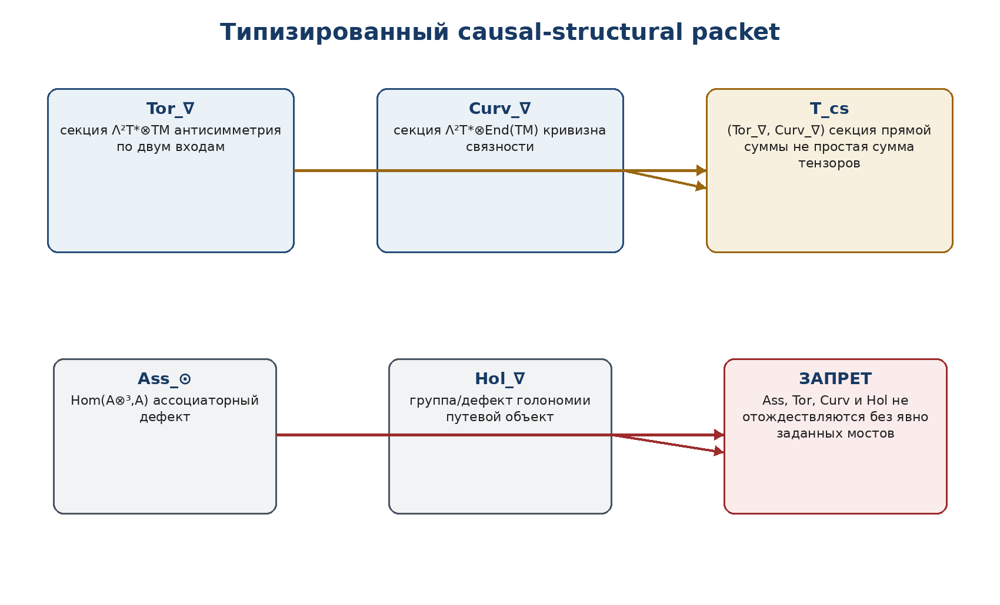 Типизированный causal-structural packet
Tor_∇
секция Λ²T*⊗TM антисимметрия
по двум входам
Curv_∇
секция Λ²T*⊗End(TM) кривизна
связности
T_cs
(Tor_∇, Curv_∇) секция прямой
суммы не простая сумма
тензоров
Ass_⊙
Hom(A⊗³,A) ассоциаторный
дефект
Hol_∇
группа/дефект голономии
путевой объект
ЗАПРЕТ
Ass, Tor, Curv и Hol не
отождествляются без явно
заданных мостов